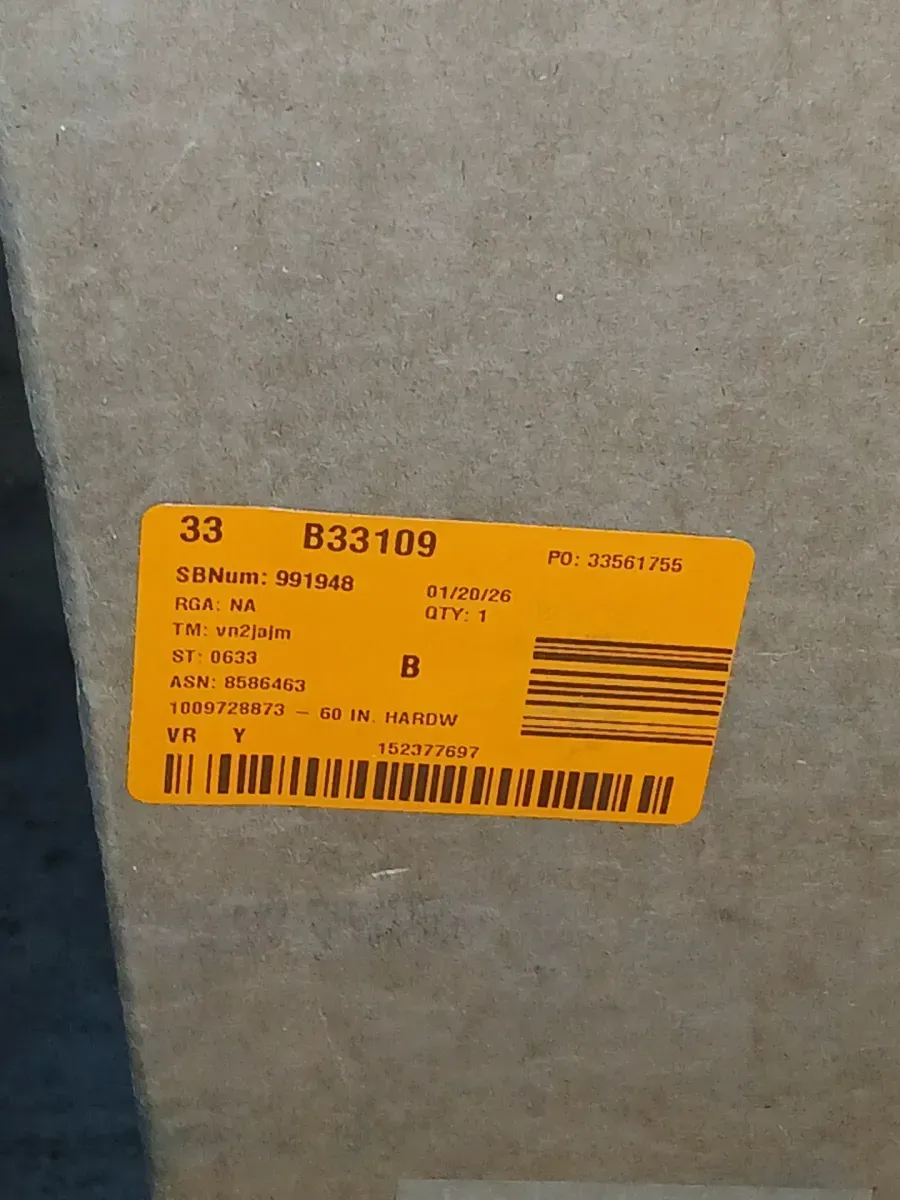 33 B33109
PO: 33561755
SBNum: 991948
01/20/26
RGA: NA
QTY: 1
TM: vn2jajm
ST: 0633
B
ASN: 8586463
1009728873 – 60 IN. HARDW
VR Y
152377697